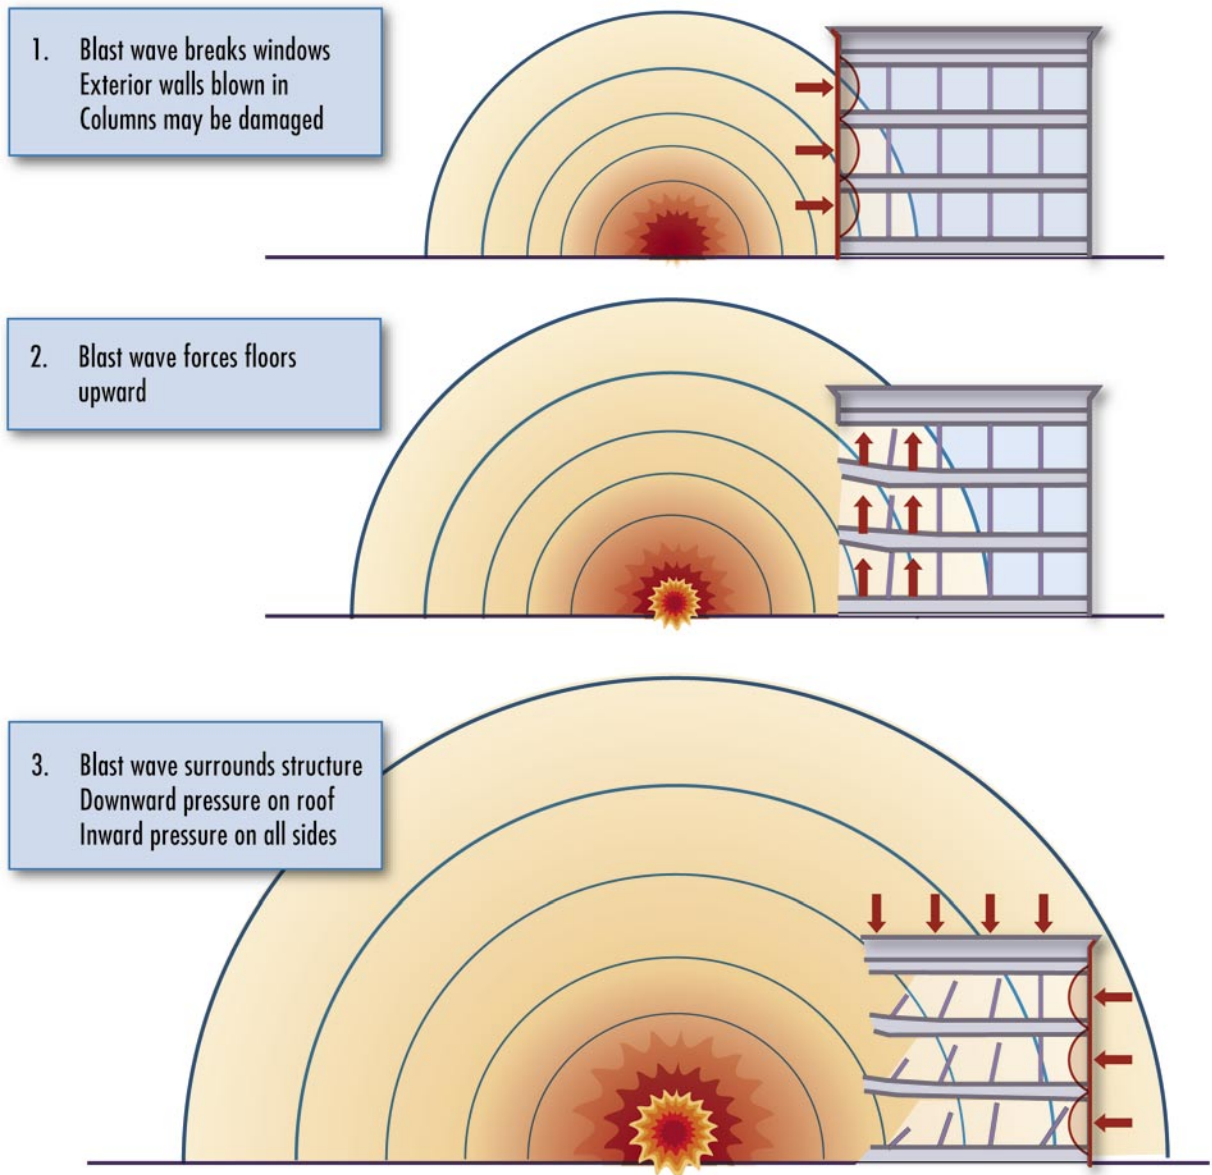 1. Blast wave breaks windows
Exterior walls blown in
Columns may be damaged
2. Blast wave forces floors
upward
3. Blast wave surrounds structure
Downward pressure on roof
Inward pressure on all sides